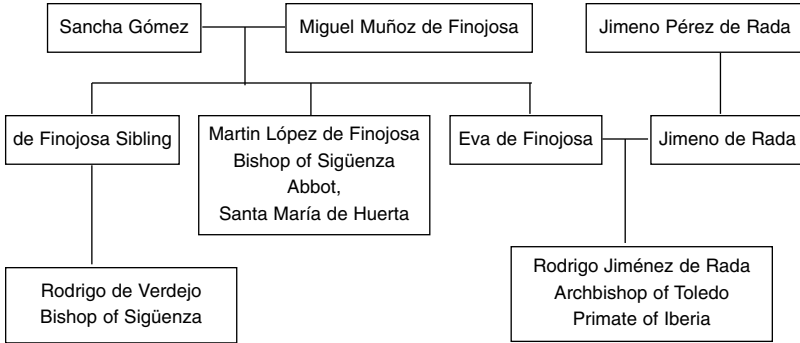 Sancha Gómez
Miguel Muñoz de Finojosa
Jimeno Pérez de Rada
de Finojosa Sibling
Martin López de Finojosa
Bishop of Sigüenza
Abbot,
Santa María de Huerta
Eva de Finojosa
Jimeno de Rada
Rodrigo de Verdejo
Bishop of Sigüenza
Rodrigo Jiménez de Rada
Archbishop of Toledo
Primate of Iberia